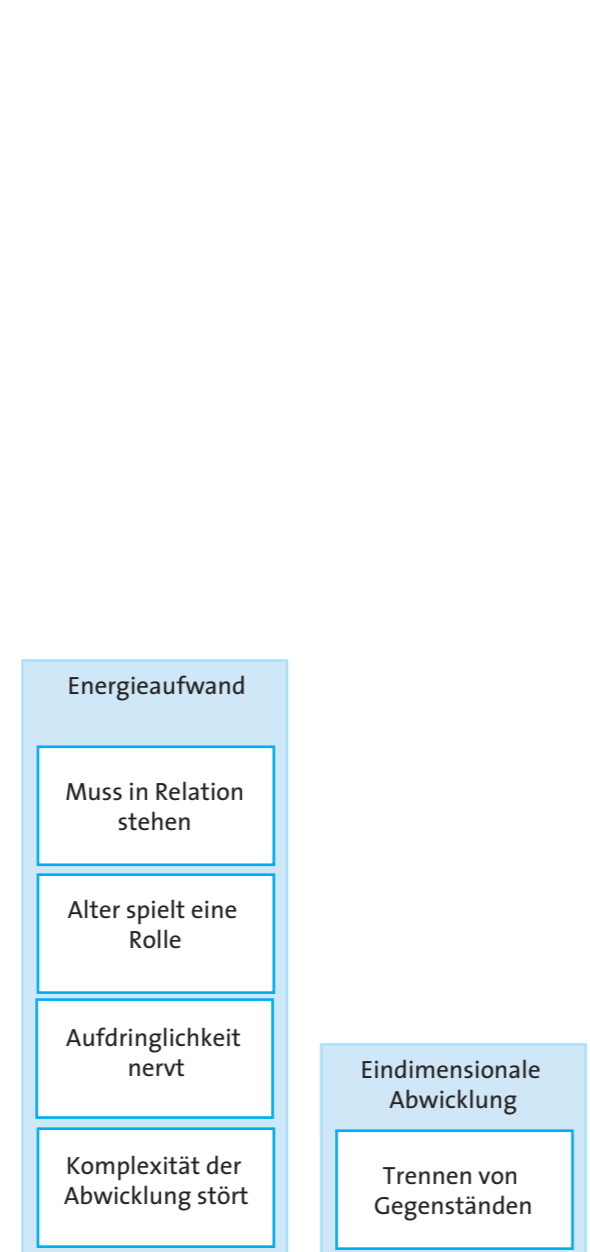 Energieaufwand
Muss in Relation
stehen
Alter spielt eine
Rolle
Aufdringlichkeit
nervt
Komplexität der
Abwicklung stört
Eindimensionale
Abwicklung
Trennen von
Gegenständen